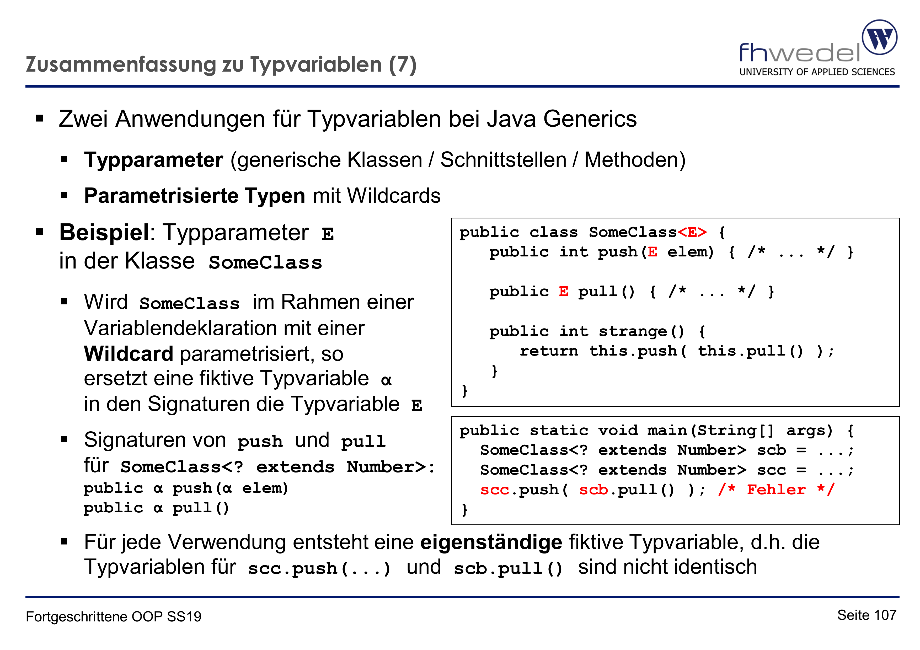 Zusammenfassung zu Typvariablen (7)
fhwedel
UNIVERSITY OF APPLIED SCIENCES
▪ Zwei Anwendungen für Typvariablen bei Java Generics
▪ Typparameter (generische Klassen / Schnittstellen / Methoden)
▪ Parametrisierte Typen mit Wildcards
▪ Beispiel: Typparameter E
in der Klasse SomeClass
▪ Wird SomeClass im Rahmen einer
Variablendeklaration mit einer
Wildcard parametrisiert, so
ersetzt eine fiktive Typvariable α
in den Signaturen die Typvariable E
▪ Signaturen von push und pull
für SomeClass<? extends Number>:
public α push(α elem)
public α pull()
public class SomeClass<E> {
public int push(E elem) { /* ... */ }
public E pull() { /* ... */ }
public int strange() {
return this.push( this.pull() );
}
}
public static void main(String[] args) {
SomeClass<? extends Number> scb = ...;
SomeClass<? extends Number> scc = ...;
scc.push( scb.pull() ); /* Fehler */
}
▪ Für jede Verwendung entsteht eine eigenständige fiktive Typvariable, d.h. die
Typvariablen für scc.push(...) und scb.pull() sind nicht identisch
Fortgeschrittene OOP SS19
Seite 107